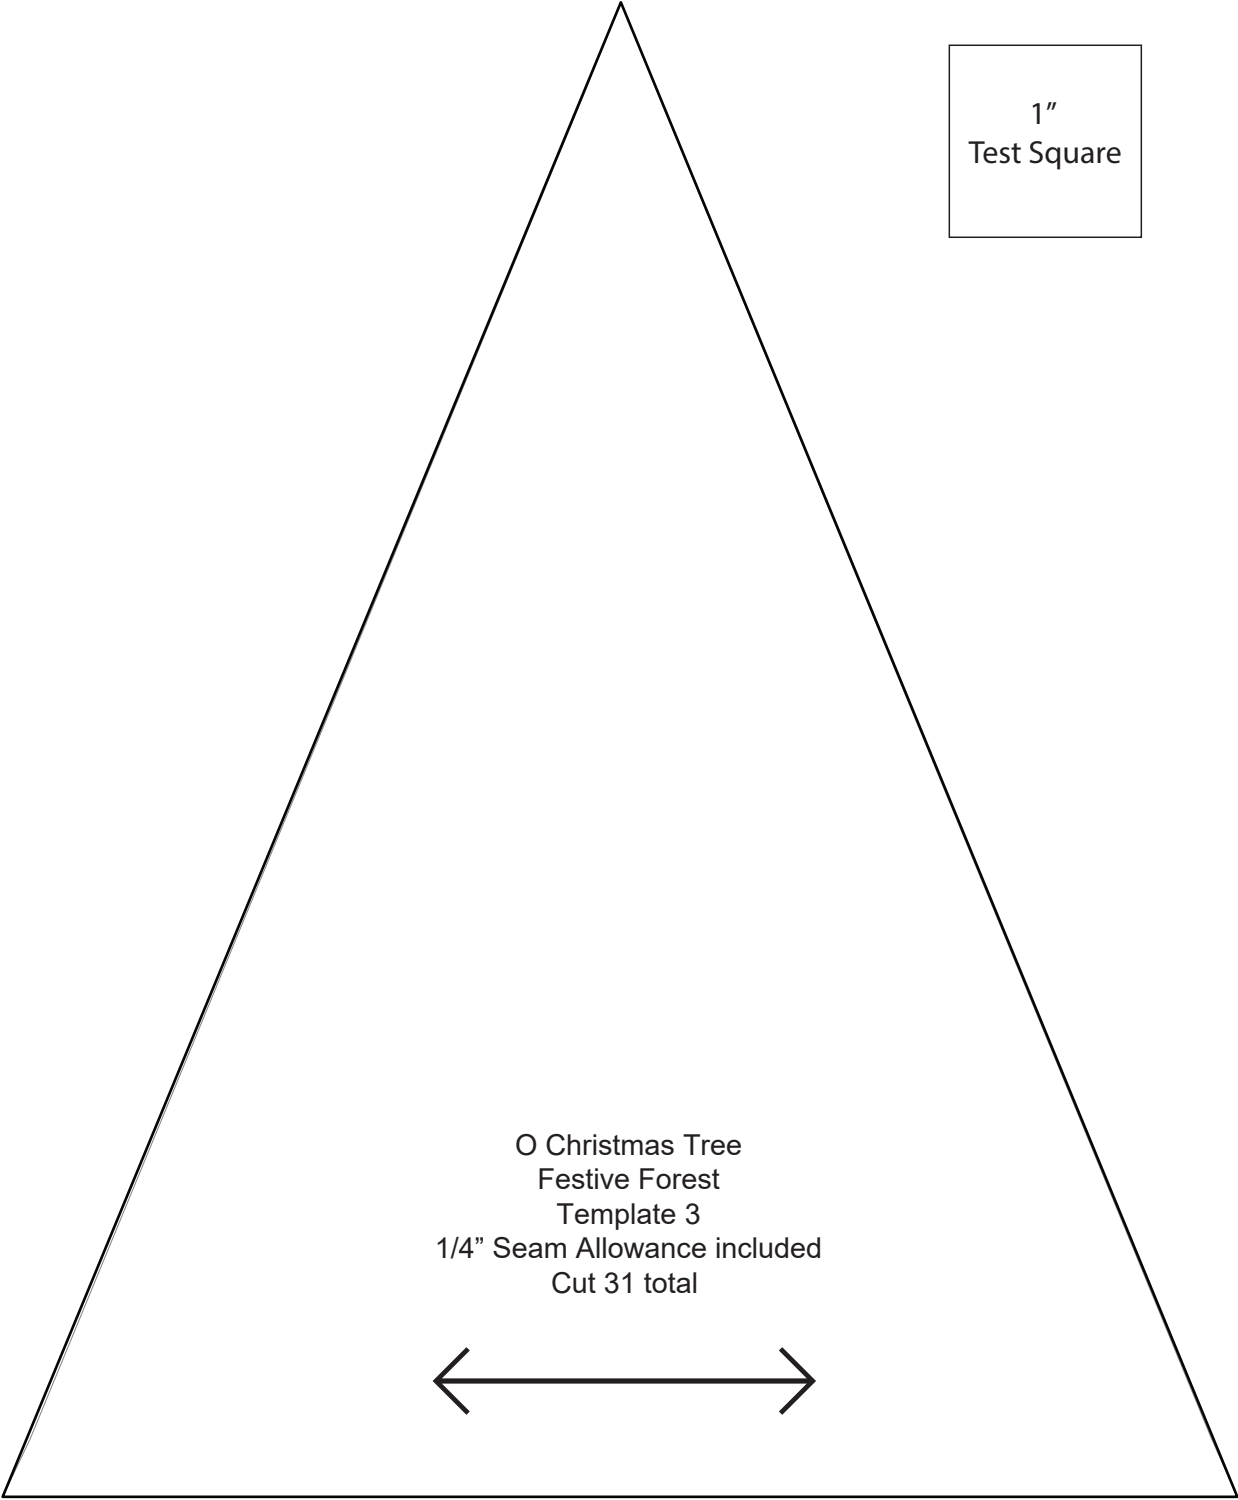 1”
Test Square
O Christmas Tree
Festive Forest
Template 3
1/4” Seam Allowance included
Cut 31 total